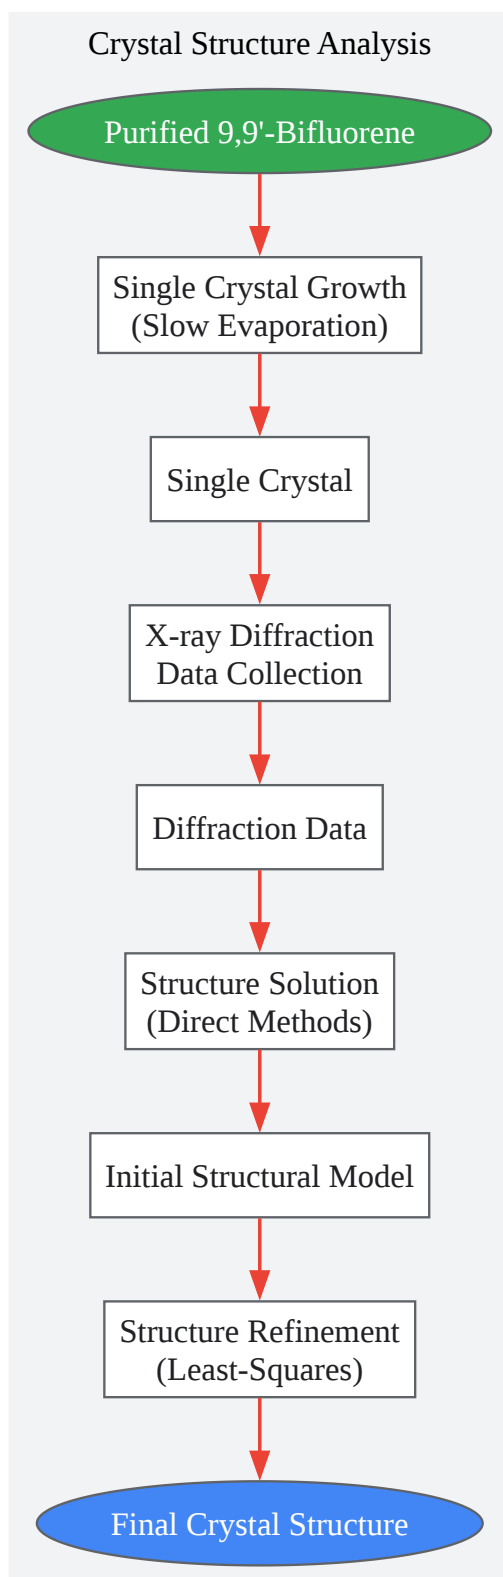 Crystal Structure Analysis
Purified 9,9'-Bifluorene
Single Crystal Growth
(Slow Evaporation)
Single Crystal
X-ray Diffraction
Data Collection
Diffraction Data
Structure Solution
(Direct Methods)
Initial Structural Model
Structure Refinement
(Least-Squares)
Final Crystal Structure